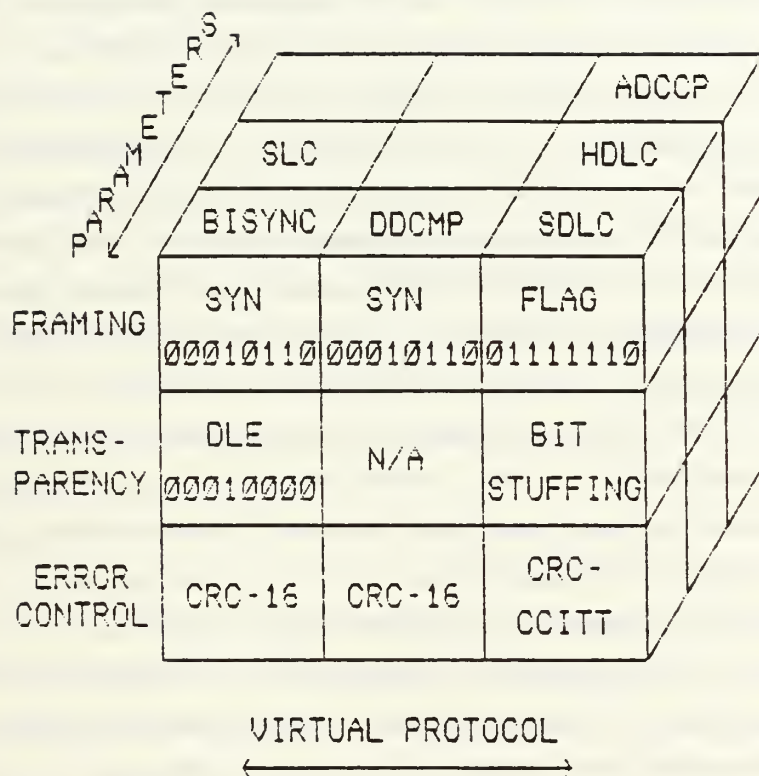 PARAMETERS
ADCCP
SLC HDLC
BISYNC DDCMP SDLC
FRAMING
SYN SYN FLAG
00010110 00010110 01111110
TRANS-
PARENCY
DLE N/A BIT
00010000 STUFFING
ERROR
CONTROL
CRC-16 CRC-16 CRC-
CCITT
VIRTUAL PROTOCOL